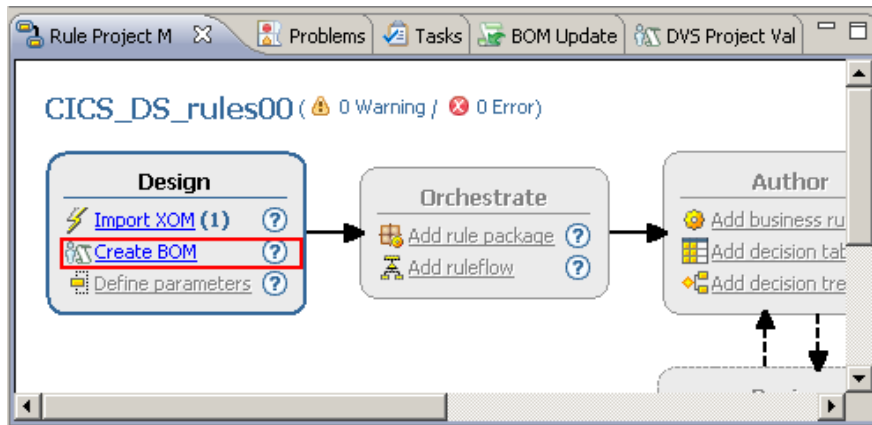 Rule Project M Problems Tasks BOM Update DVS Project Val
CICS_DS_rules00 ( 0 Warning / 0 Error)
Design
Import XOM (1) ?
Create BOM ?
Define parameters ?
Orchestrate
Add rule package ?
Add ruleflow ?
Author
Add business ru
Add decision tab
Add decision tre